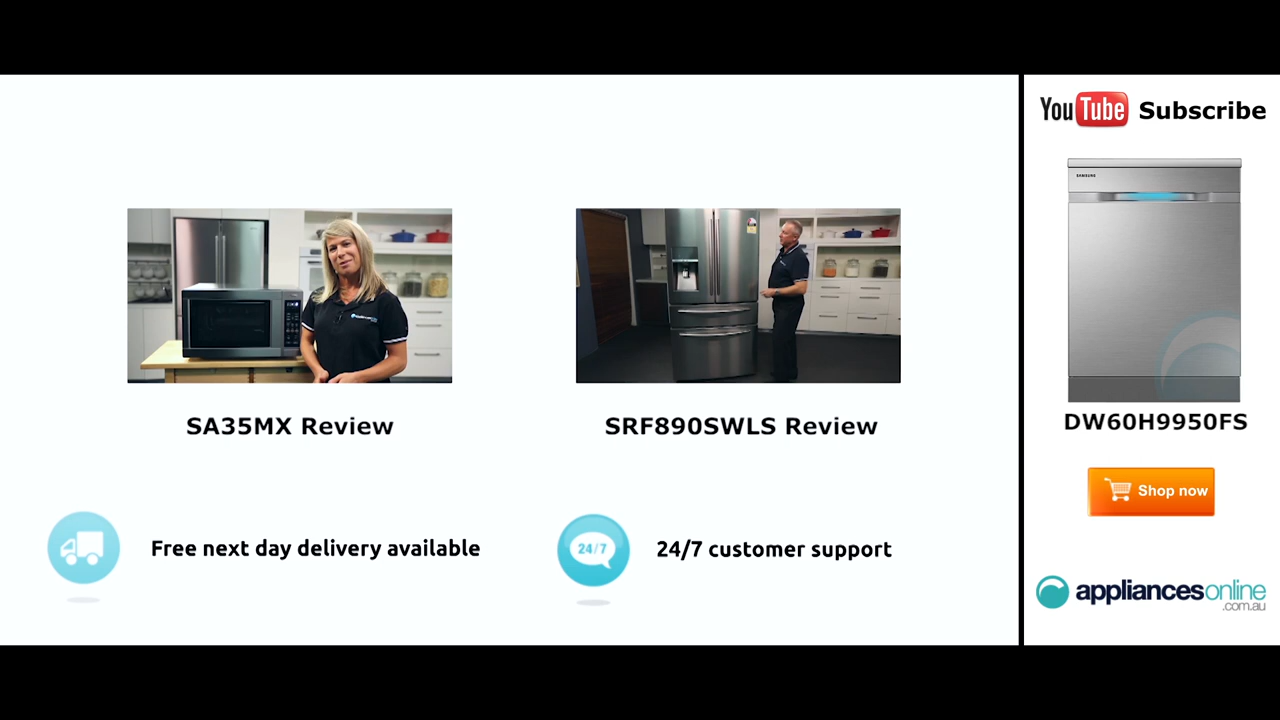 YouTube Subscribe
SAMSUNG
SA35MX Review
SRF890SWLS Review
DW60H9950FS
Shop now
Free next day delivery available
24/7
24/7 customer support
appliancesonline
.com.au